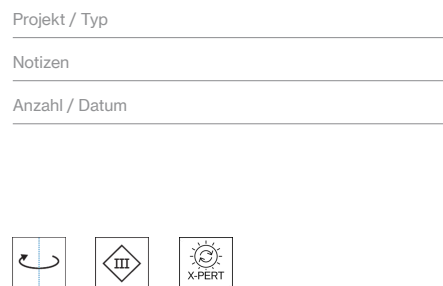 Projekt / Typ
Notizen
Anzahl / Datum
III
X-PERT